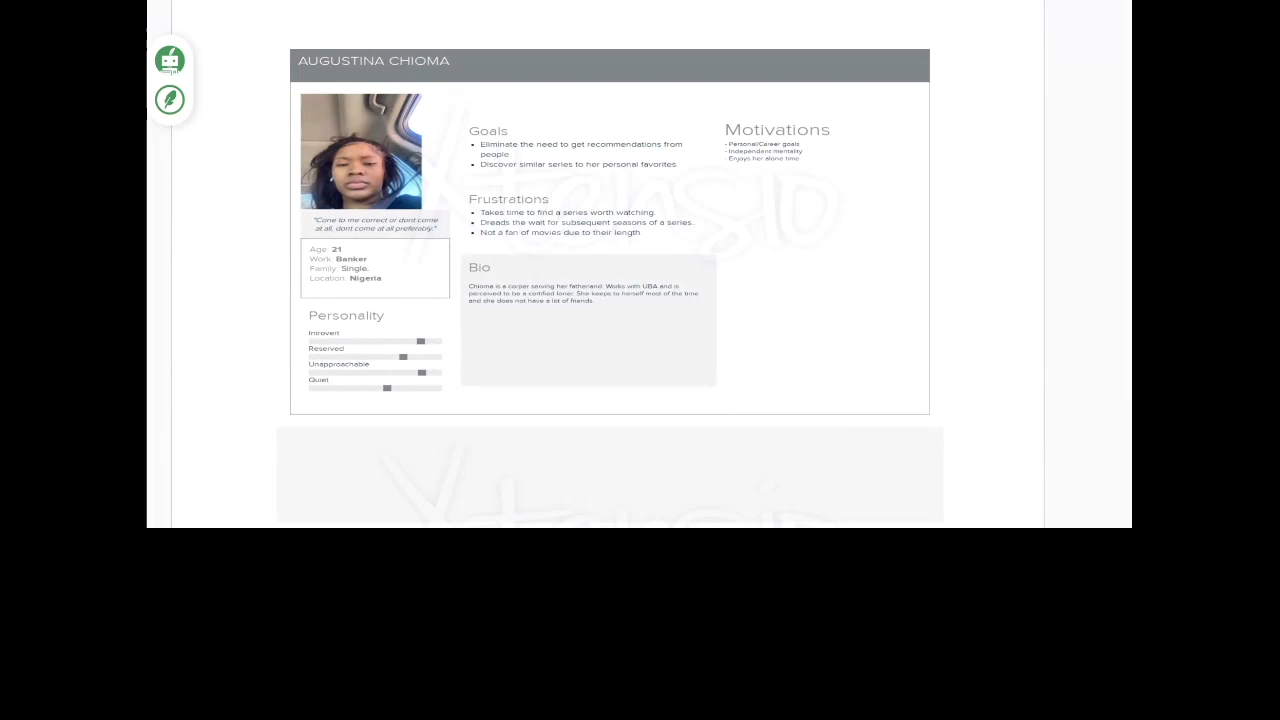 AUGUSTINA CHIOMA
"Come to me correct or dont come
at all, dont come at all preferably."
Age: 21
Work: Banker
Family: Single.
Location: Nigeria
Personality
Introvert
Reserved
Unapproachable
Quiet
Goals
▪ Eliminate the need to get recommendations from
people.
▪ Discover similar series to her personal favorites.
Frustrations
▪ Takes time to find a series worth watching.
▪ Dreads the wait for subsequent seasons of a series..
▪ Not a fan of movies due to their length
Bio
Chioma is a corper serving her fatherland. Works with UBA and is
perceived to be a certified loner. She keeps to herself most of the time
and she does not have a lot of friends.
Motivations
- Personal/Career goals
- Independent mentality
- Enjoys her alone time
Xtensio
Xtensio